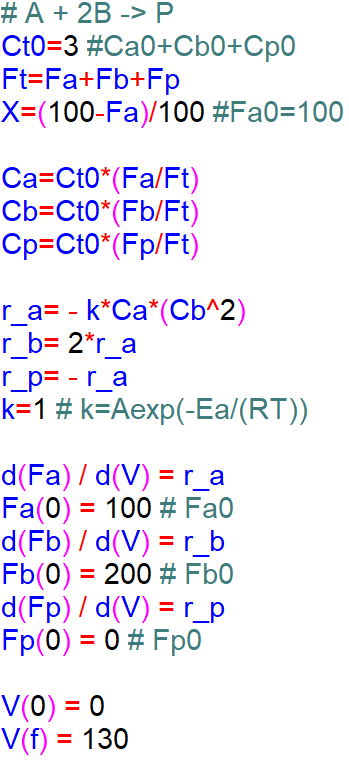 # A + 2B -> P
Ct0=3 #Ca0+Cb0+Cp0
Ft=Fa+Fb+Fp
X=(100-Fa)/100 #Fa0=100
Ca=Ct0*(Fa/Ft)
Cb=Ct0*(Fb/Ft)
Cp=Ct0*(Fp/Ft)
r_a= - k*Ca*(Cb^2)
r_b= 2*r_a
r_p= - r_a
k=1 # k=Aexp(-Ea/(RT))
d(Fa) / d(V) = r_a
Fa(0) = 100 # Fa0
d(Fb) / d(V) = r_b
Fb(0) = 200 # Fb0
d(Fp) / d(V) = r_p
Fp(0) = 0 # Fp0
V(0) = 0
V(f) = 130